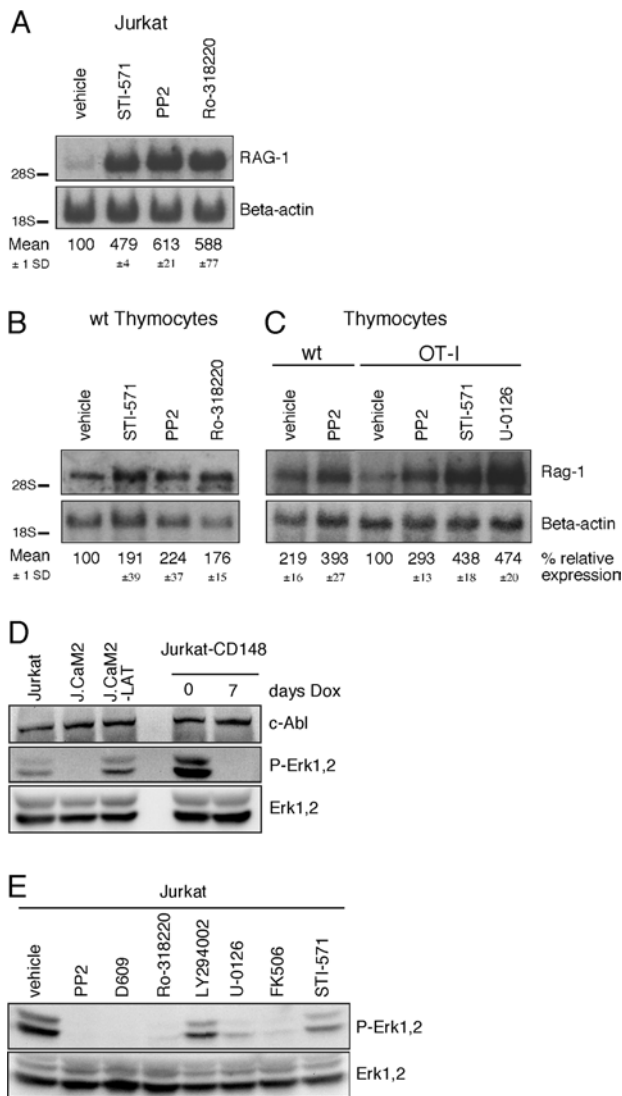 A
Jurkat
vehicle
STI-571
PP2
Ro-318220
28S
RAG-1
18S
Beta-actin
Mean 100 479 613 588
± 1 SD ±4 ±21 ±77
B
wt Thymocytes
vehicle
STI-571
PP2
Ro-318220
28S
18S
Mean 100 191 224 176
± 1 SD ±39 ±37 ±15
C
Thymocytes
wt OT-I
vehicle
PP2
vehicle
PP2
STI-571
U-0126
Rag-1
Beta-actin
219 393 100 293 438 474 % relative
±16 ±27 ±13 ±18 ±20 expression
D
Jurkat
J.CaM2
J.CaM2
-LAT
Jurkat-CD148
0 7 days Dox
c-Abl
P-Erk1,2
Erk1,2
E
Jurkat
vehicle
PP2
D609
Ro-318220
LY294002
U-0126
FK506
STI-571
P-Erk1,2
Erk1,2